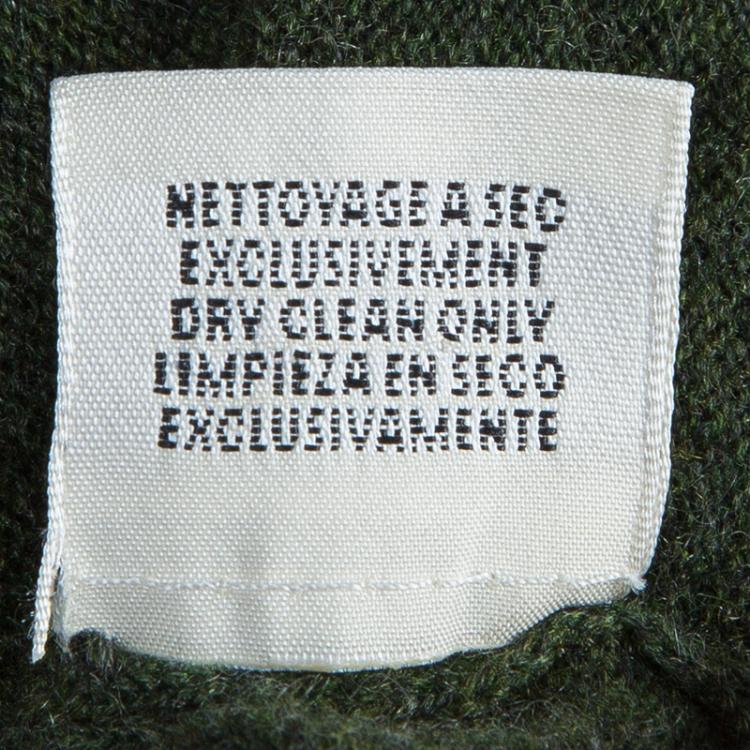 NETTOYAGE A SEC
EXCLUSIVEMENT
DRY CLEAN ONLY
LIMPIEZA EN SECO
EXCLUSIVAMENTE